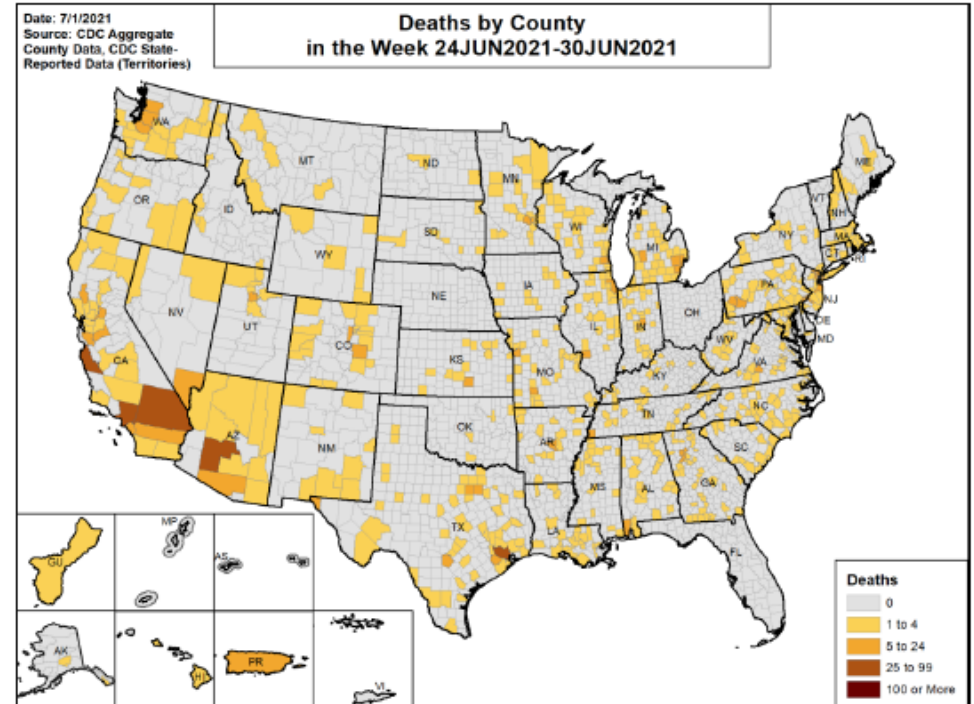 Date: 7/1/2021
Source: CDC Aggregate
County Data, CDC State-
Reported Data (Territories)
Deaths by County
in the Week 24JUN2021-30JUN2021
WA
MT
ND
MN
ME
OR
ID
WY
SD
WI
MI
NY
VT
NH
MA
CT
RI
NV
UT
CO
NE
IA
IL
IN
OH
PA
NJ
DE
MD
CA
AZ
NM
KS
MO
KY
WV
VA
OK
AR
TN
NC
SC
TX
LA
MS
AL
GA
FL
GU
MP
AS
AK
HI
PR
VI
Deaths
0
1 to 4
5 to 24
25 to 99
100 or More